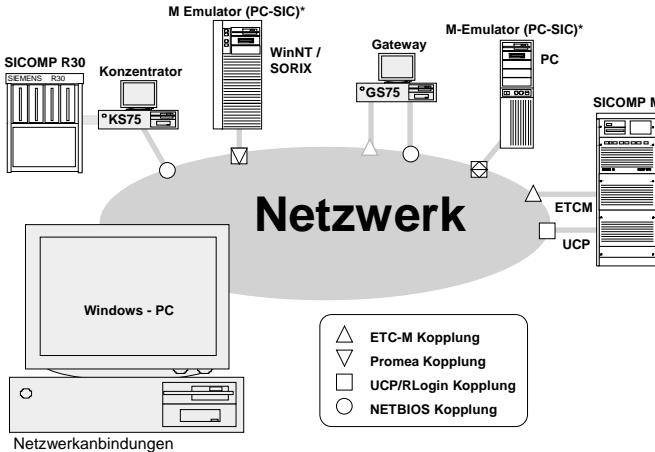 M Emulator (PC-SIC)*
SICOMP R30
SIEMENS R30
Konzentrator
KS75
WinNT /
SORIX
Gateway
GS75
M-Emulator (PC-SIC)*
PC
SICOMP M
Netzwerk
ETCM
UCP
Windows - PC
ETC-M Kopplung
Promea Kopplung
UCP/RLogin Kopplung
NETBIOS Kopplung
Netzwerkanbindungen